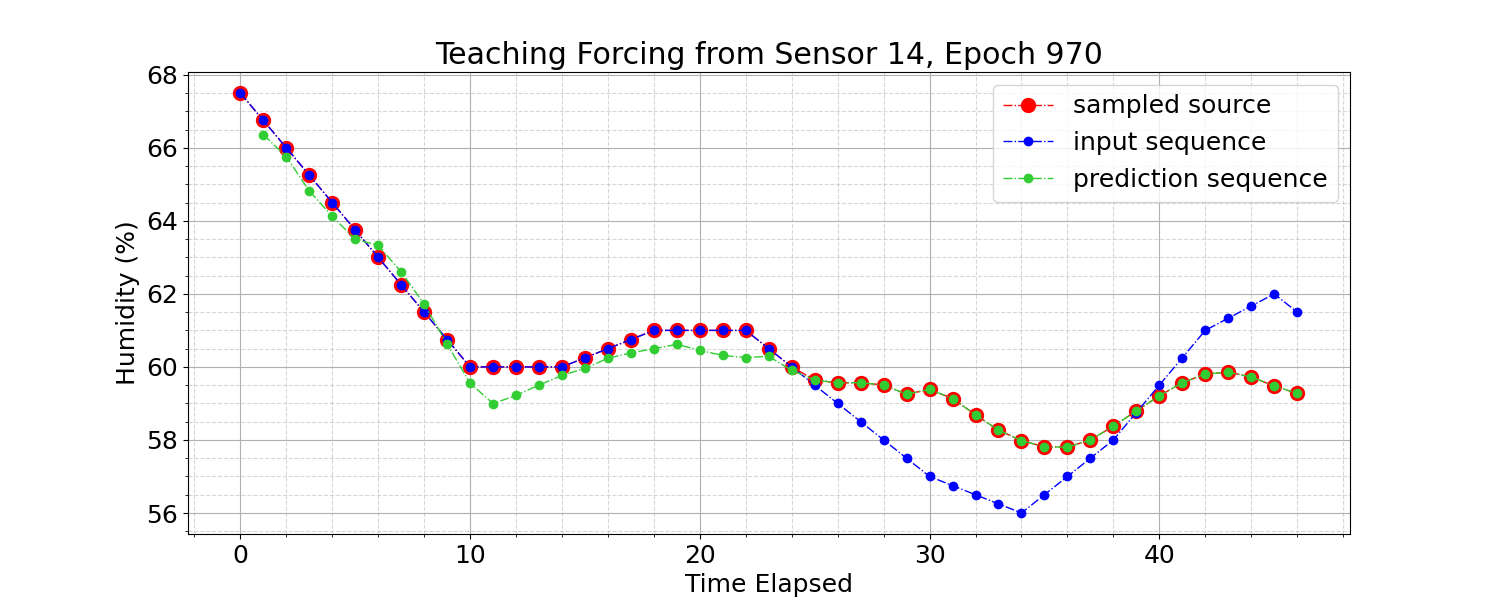 Teaching Forcing from Sensor 14, Epoch 970
sampled source
input sequence
prediction sequence
Humidity (%)
68
66
64
62
60
58
56
0 10 20 30 40
Time Elapsed